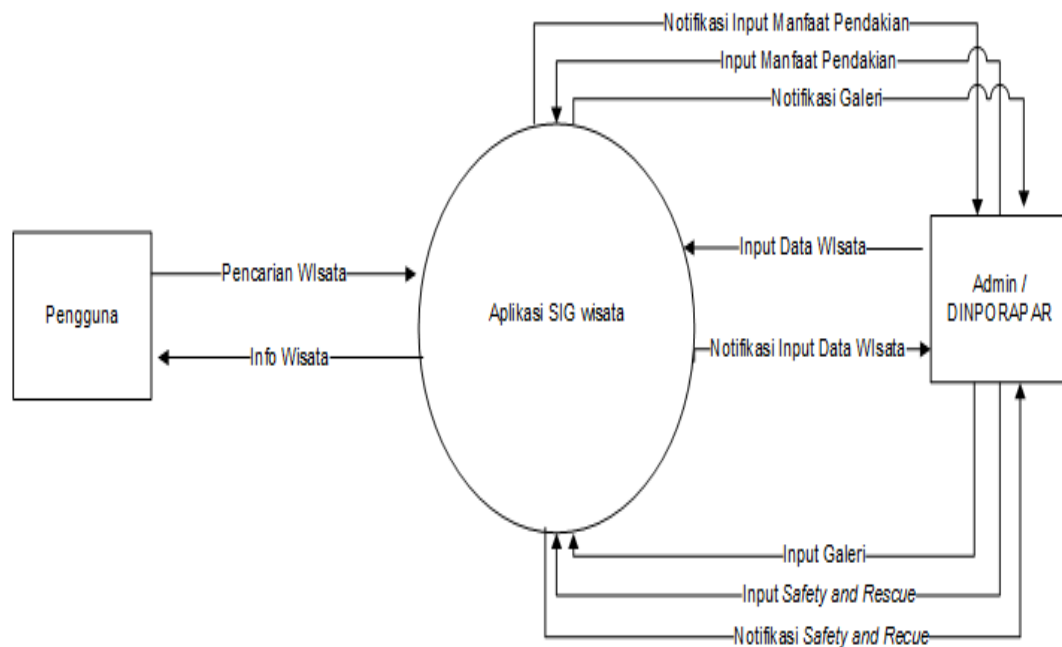 Notifikasi Input Manfaat Pendakian
Input Manfaat Pendakian
Notifikasi Galeri
Input Data WIsata
Pencarian WIsata
Pengguna
Aplikasi SIG wisata
Admin /
DINPORAPAR
Info Wisata
Notifikasi Input Data WIsata
Input Galeri
Input Safety and Rescue
Notifikasi Safety and Recue